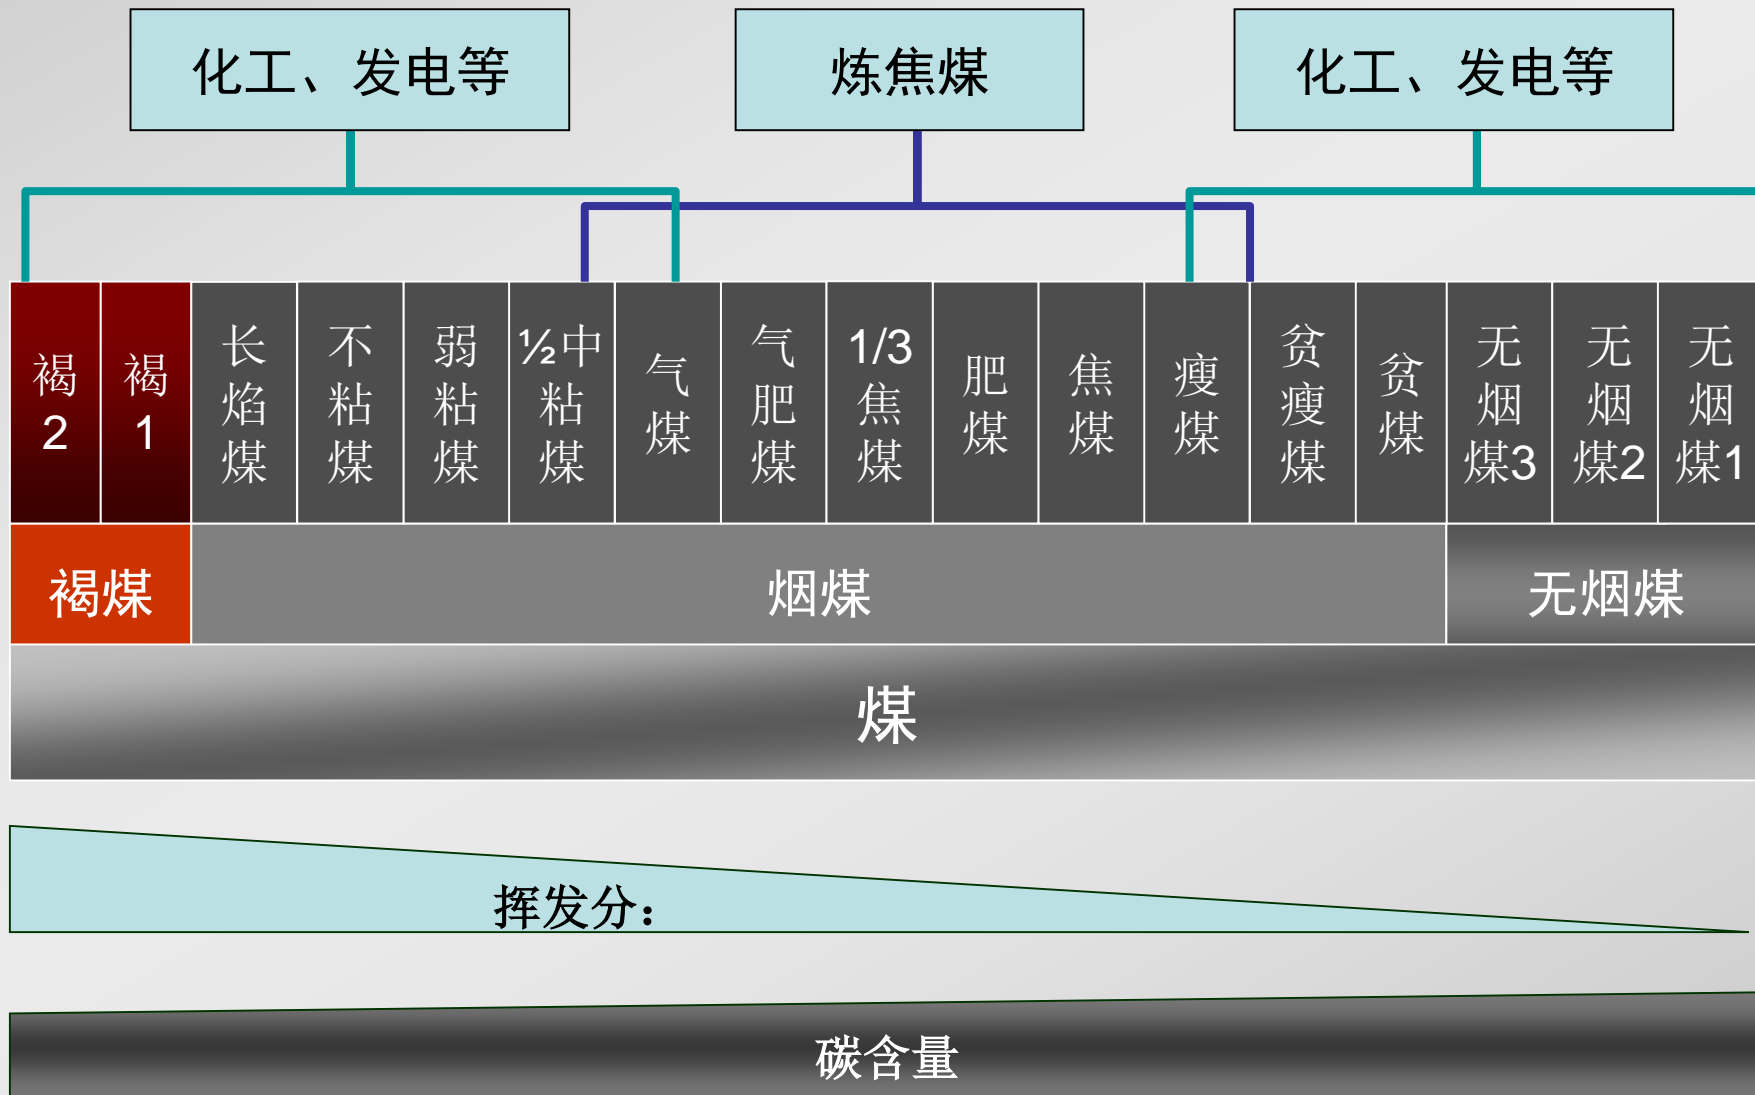 化工、发电等
炼焦煤
化工、发电等
褐
2
褐
1
长
焰
煤
不
粘
煤
弱
粘
煤
½中
粘
煤
气
煤
气
肥
煤
1/3
焦
煤
肥
煤
焦
煤
瘦
煤
贫
瘦
煤
贫
煤
无
烟
煤3
无
烟
煤2
无
烟
煤1
褐煤
烟煤
无烟煤
煤
挥发分：
碳含量